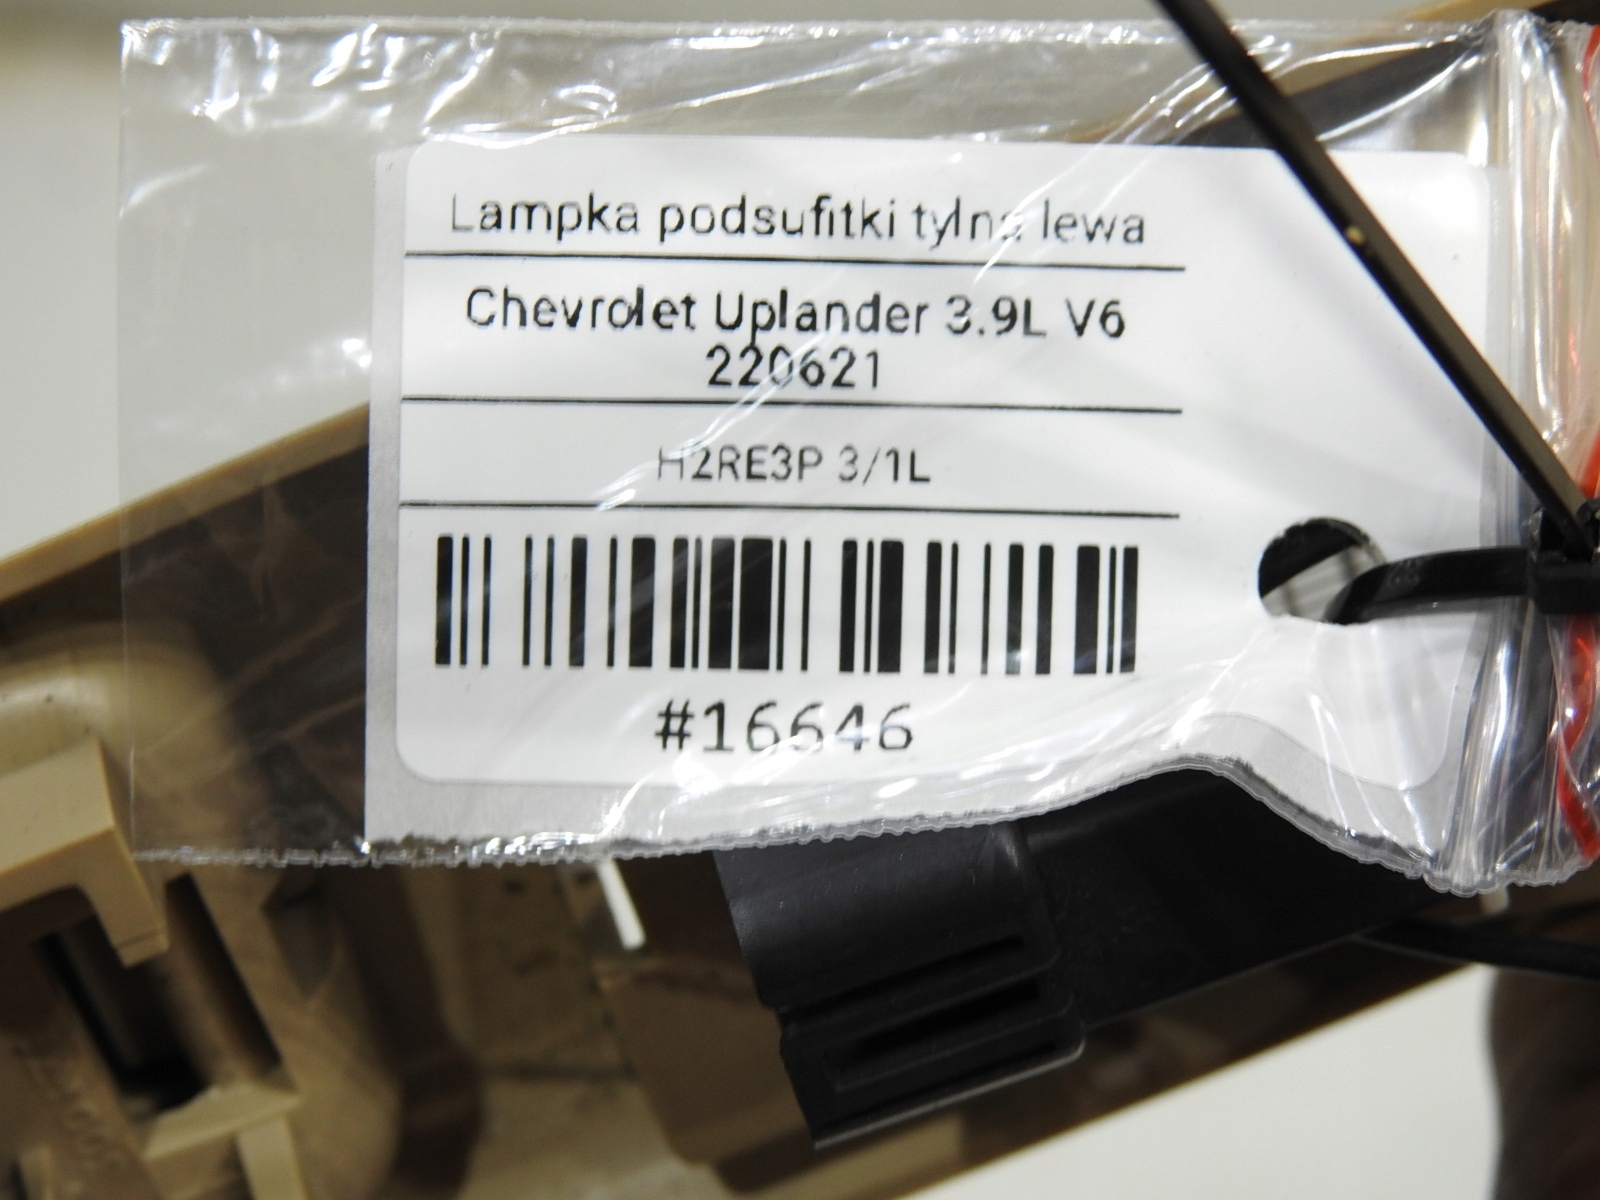 Lampka podsufitki tylna lewa
Chevrolet Uplander 3.9L V6
220621
H2RE3P 3/1L
#16646